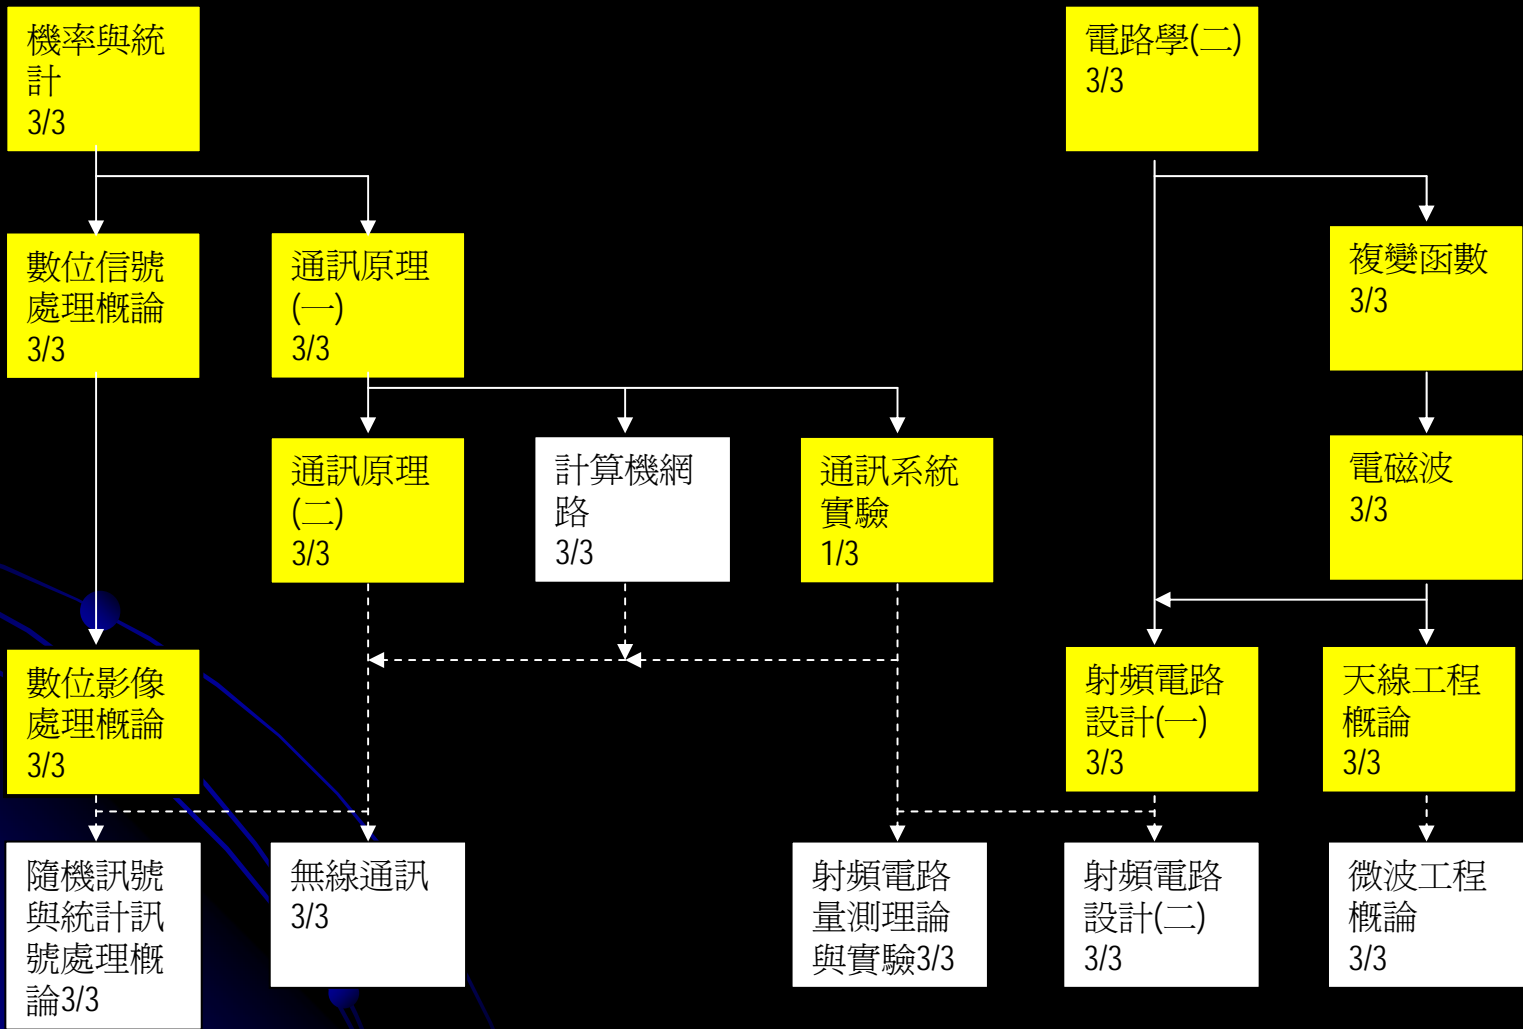 機率與統
計
3/3
電路學(二)
3/3
數位信號
處理概論
3/3
通訊原理
(一)
3/3
複變函數
3/3
通訊原理
(二)
3/3
計算機網
路
3/3
通訊系統
實驗
1/3
電磁波
3/3
數位影像
處理概論
3/3
射頻電路
設計(一)
3/3
天線工程
概論
3/3
隨機訊號
與統計訊
號處理概
論3/3
無線通訊
3/3
射頻電路
量測理論
與實驗3/3
射頻電路
設計(二)
3/3
微波工程
概論
3/3